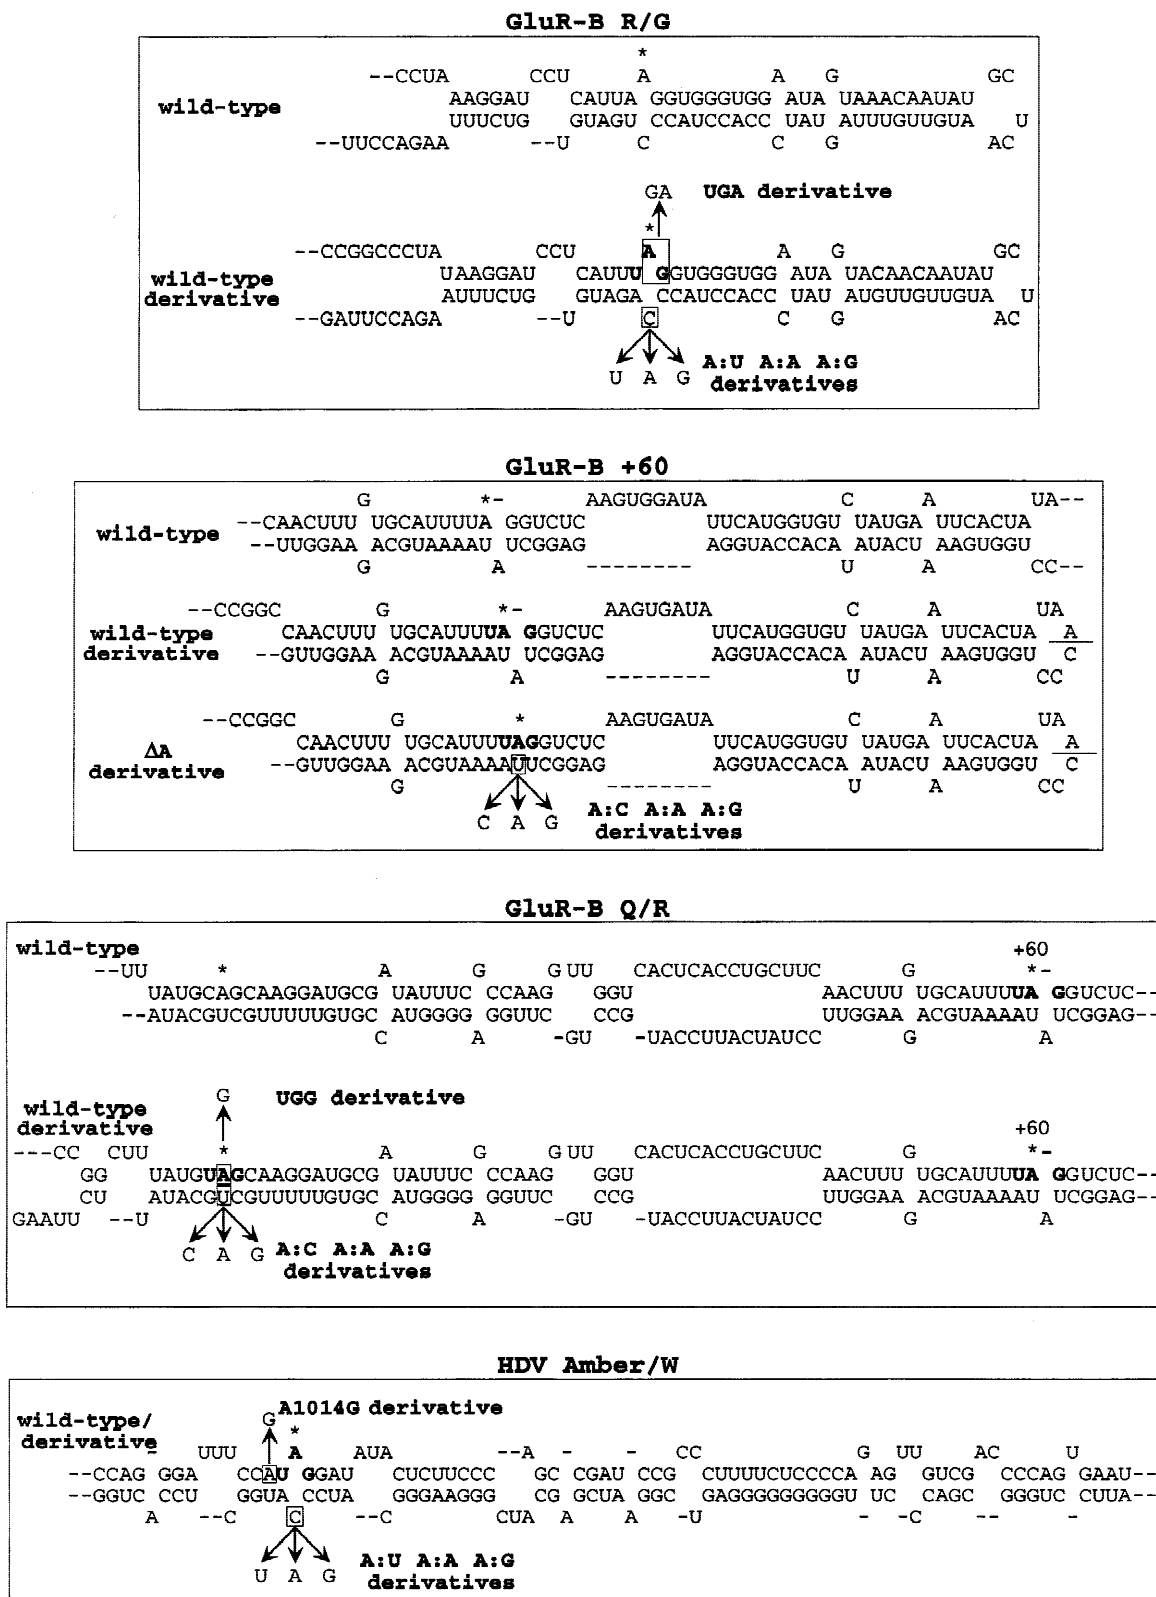 GluR-B R/G
*
--CCUA CCU A A G GC
wild-type
AAGGAU CAUUA GGUGGGUGG AUA UAAACAAUAU
UUUCUG GUAGU CCAUCCACC UAU AUUUGUUGUA U
--UUCCAGAA --U C C G AC
GA UGA derivative
*
--CCGGCCCUA CCU A A G GC
wild-type derivative
UAAGGAU CAUUU GGUGGGUGG AUA UACAACAAUAU
AUUUCUG GUAGA CCAUCCACC UAU AUGUUGUUGUA U
--GAUUCCAGA --U C C G AC
U A G A:U A:A A:G
derivatives
GluR-B +60
G *- AAGUGGAUA C A UA--
wild-type --CAACUUU UGCAUUUUA GGUCUC UUCAUGGUGU UAUGA UUCACUA
--UUGGAA ACGUAAAAU UCGGAG AGGUACCACA AUACU AAGUGGU
G A -------- U A CC--
--CCGGC G *- AAGUGAUA C A UA
wild-type CAACUUU UGCAUUUUA GGUCUC UUCAUGGUGU UAUGA UUCACUA A
derivative --GUUGGAA ACGUAAAAU UCGGAG AGGUACCACA AUACU AAGUGGU C
G A -------- U A CC
--CCGGC G * AAGUGAUA C A UA
ΔA CAACUUU UGCAUUUUAGGUCUC UUCAUGGUGU UAUGA UUCACUA A
derivative --GUUGGAA ACGUAAAAUUCGGAG AGGUACCACA AUACU AAGUGGU C
G -------- U A CC
C A G A:C A:A A:G
derivatives
GluR-B Q/R
wild-type +60
--UU * A G G UU CACUCACCUGCUUC G *-
UAUGCAGCAAGGAUGCG UAUUUC CCAAG GGU AACUUU UGCAUUUUA GGUCUC--
--AUACGUCGUUUUUGUGC AUGGGG GGUUC CCG UUGGAA ACGUAAAAU UCGGAG--
C A -GU -UACCUUACUAUCC G A
G UGG derivative
wild-type
derivative +60
---CC CUU * A G G UU CACUCACCUGCUUC G *-
GG UAUGUAGCAAGGAUGCG UAUUUC CCAAG GGU AACUUU UGCAUUUUA GGUCUC--
CU AUACGUCGUUUUUGUGC AUGGGG GGUUC CCG UUGGAA ACGUAAAAU UCGGAG--
GAAUU --U C A -GU -UACCUUACUAUCC G A
C A G A:C A:A A:G
derivatives
HDV Amber/W
G A1014G derivative
wild-type/ *
derivative - UUU A AUA --A - - CC G UU AC U
--CCAG GGA CCAU GGAU CUCUUCCC GC CGAU CCG CUUUUCUCCCCA AG GUCG CCCAG GAAU--
--GGUC CCU GGUA CCUA GGGAAGGG CG GCUA GGC GAGGGGGGGGGU UC CAGC GGGUC CUUA--
A --C C --C CUA A A -U - -C -- -
U A G A:U A:A A:G
derivatives